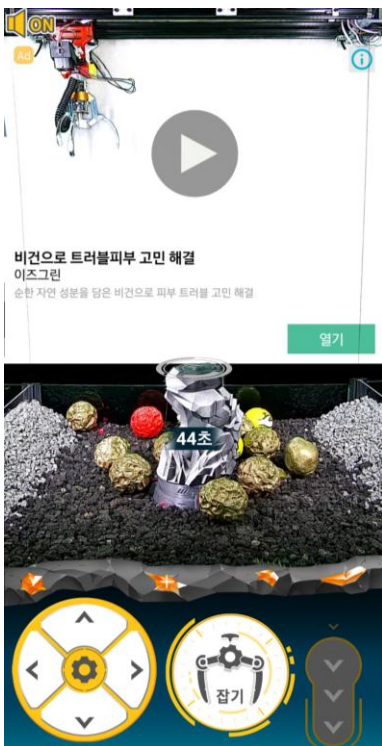 ON
Ad
비건으로 트러블피부 고민 해결
이즈그린
순한 자연 성분을 담은 비건으로 피부 트러블 고민 해결
열기
44초
잡기